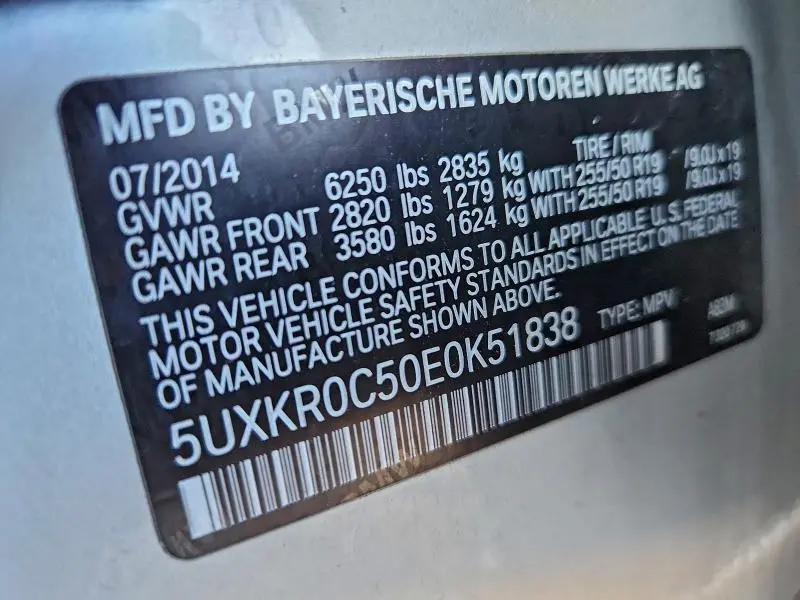 MFD BY BAYERISCHE MOTOREN WERKE AG
07/2014 TIRE / RIM
GVWR 6250 lbs 2835 kg
GAWR FRONT 2820 lbs 1279 kg WITH 255/50 R19 /9.0J x 19
GAWR REAR 3580 lbs 1624 kg WITH 255/50 R19 /9.0J x 19
THIS VEHICLE CONFORMS TO ALL APPLICABLE U.S. FEDERAL
MOTOR VEHICLE SAFETY STANDARDS IN EFFECT ON THE DATE
OF MANUFACTURE SHOWN ABOVE.
5UXKR0C50E0K51838 TYPE: MPV